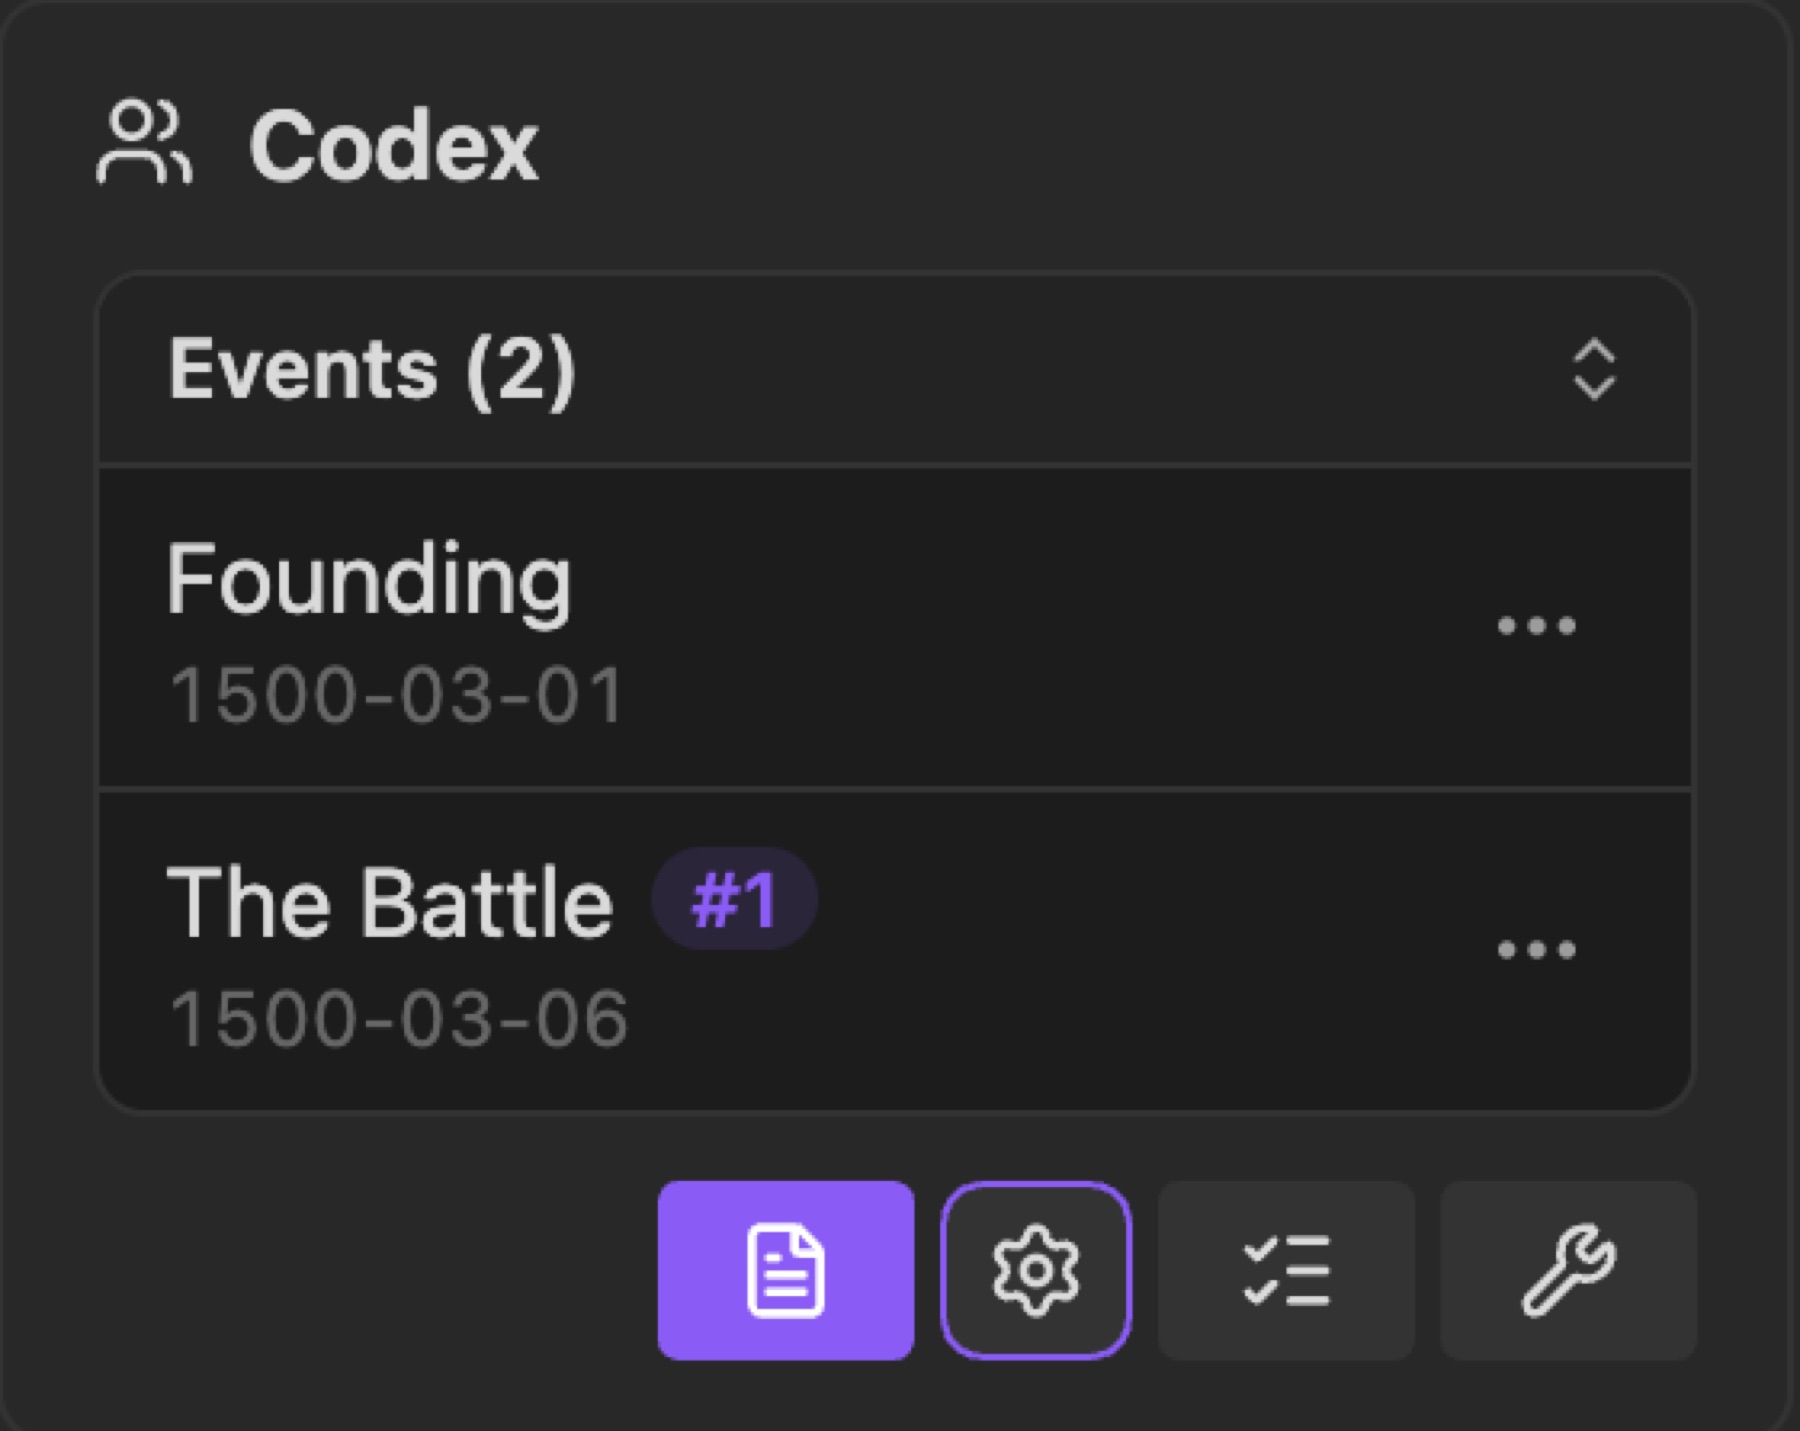 Codex
Events (2)
Founding
1500-03-01
The Battle #1
1500-03-06